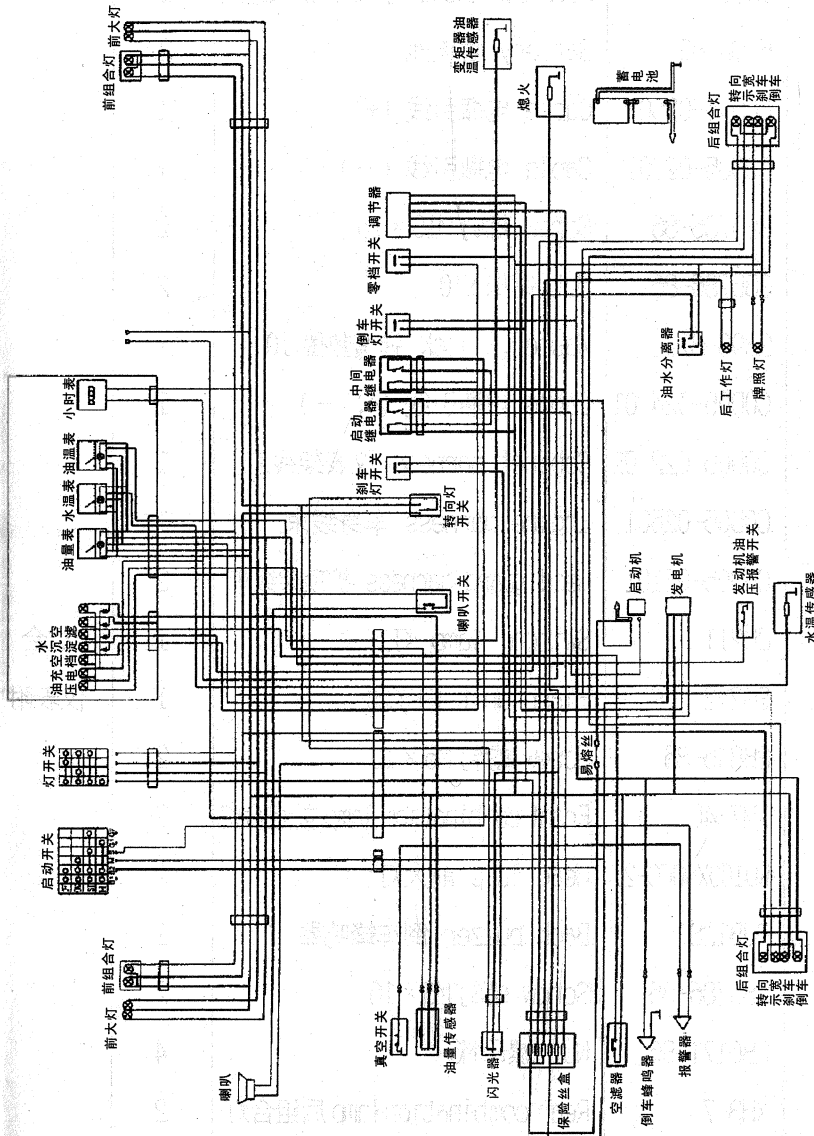 前大灯
前组合灯
变矩器油
温传感器
熄火
蓄电池
后组合灯
转向
示宽
刹车
倒车
调节器
零档开关
倒车
灯开关
中间
继电器
启动
继电器
刹车
灯开关
转向灯
开关
喇叭开关
油水分离器
后工作灯
牌照灯
小时表
油温表
水温表
油量表
水
油充空沉空
压电档淀滤
灯开关
启动开关
前组合灯
前大灯
喇叭
启动机
发电机
发动机油
压报警开关
水温传感器
易熔丝
真空开关
油量传感器
闪光器
保险丝盒
空滤器
倒车蜂鸣器
报警器
后组合灯
转向
示宽
刹车
倒车